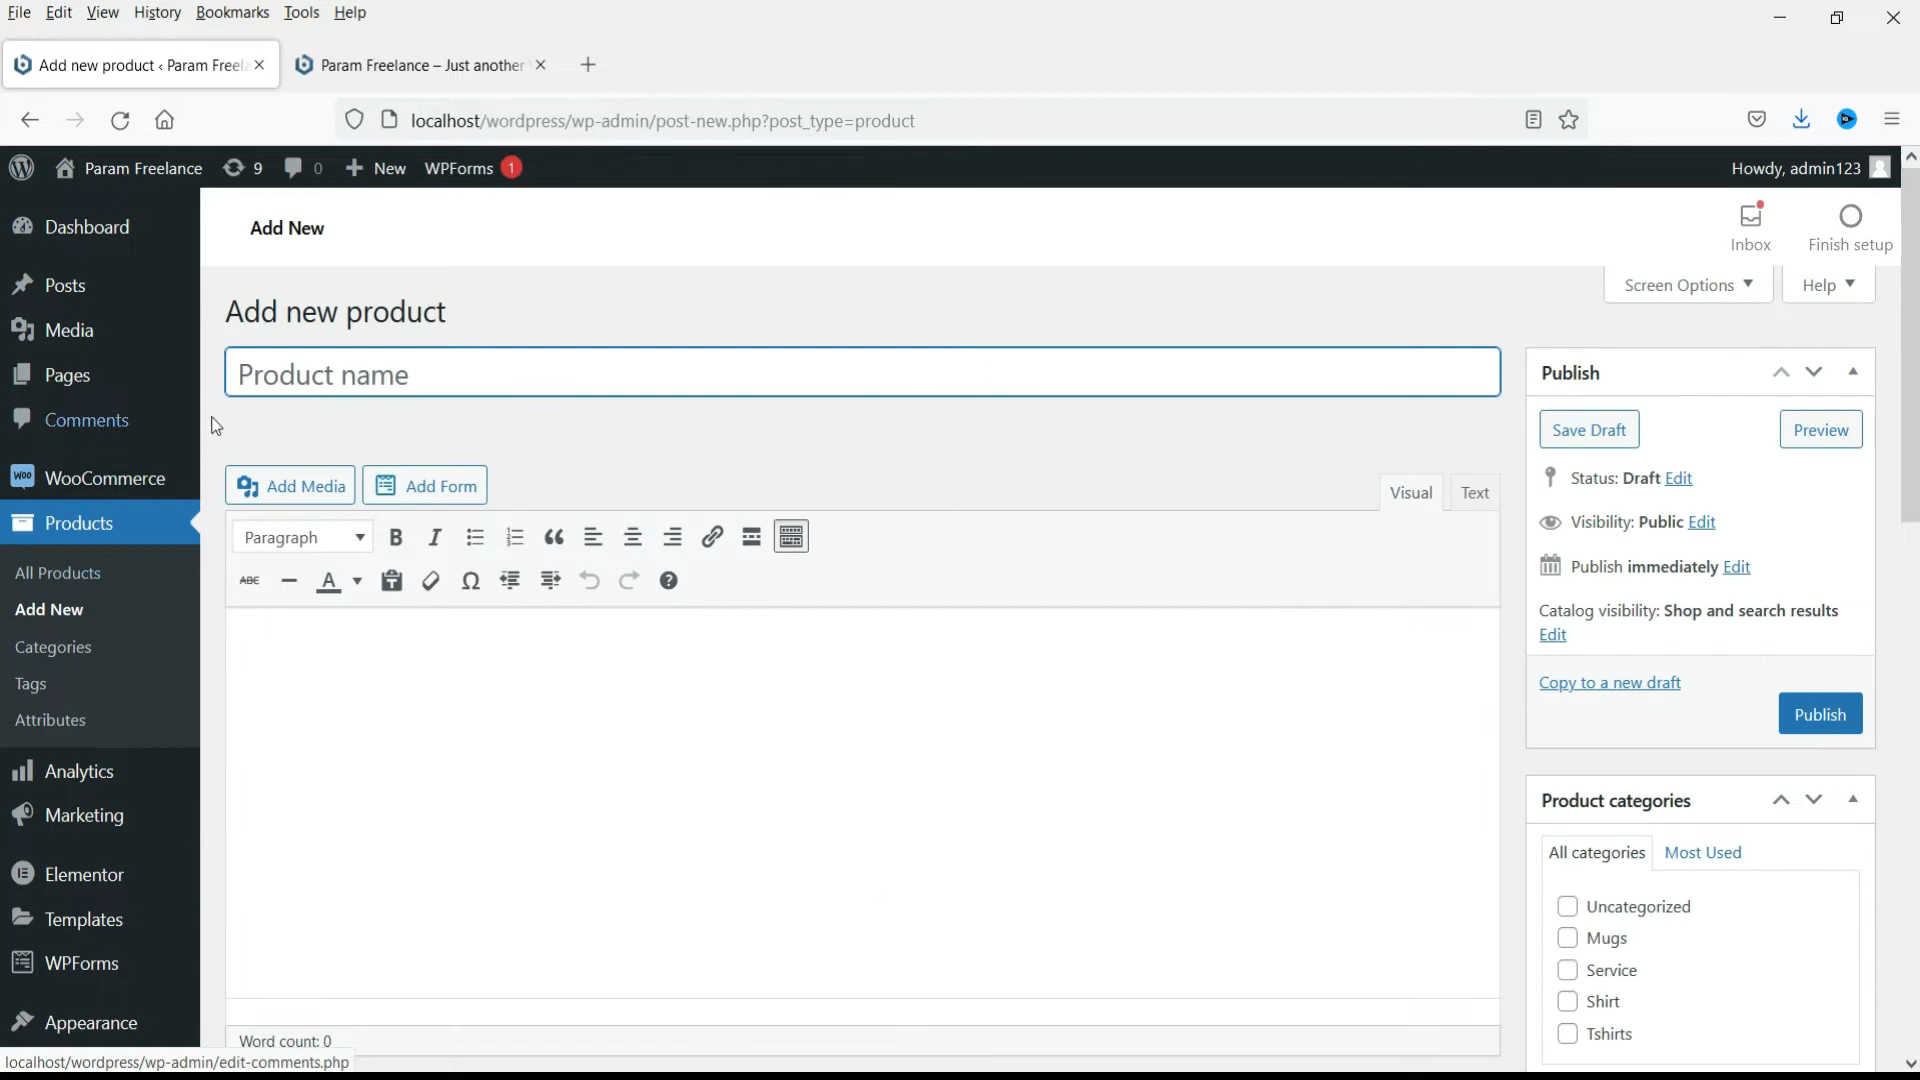 File Edit View History Bookmarks Tools Help
Add new product ‹ Param Freela
Param Freelance – Just another
localhost/wordpress/wp-admin/post-new.php?post_type=product
Param Freelance 9 0 New WPForms 1 Howdy, admin123
Dashboard
Posts
Media
Pages
Comments
WooCommerce
Products
All Products
Add New
Categories
Tags
Attributes
Analytics
Marketing
Elementor
Templates
WPForms
Appearance
localhost/wordpress/wp-admin/edit-comments.php
Add New
Inbox
Finish setup
Screen Options
Help
Add new product
Product name
Add Media
Add Form
Visual
Text
Paragraph
Word count: 0
Publish
Save Draft
Preview
Status: Draft Edit
Visibility: Public Edit
Publish immediately Edit
Catalog visibility: Shop and search results
Edit
Copy to a new draft
Publish
Product categories
All categories
Most Used
Uncategorized
Mugs
Service
Shirt
Tshirts